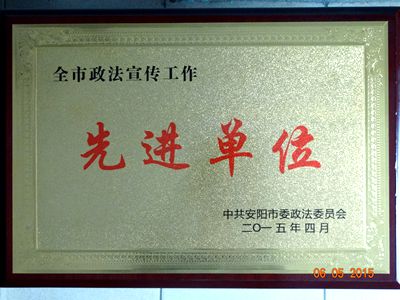 全市政法宣传工作
先进单位
中共安阳市委政法委员会
二〇一五年四月
06 05 2015